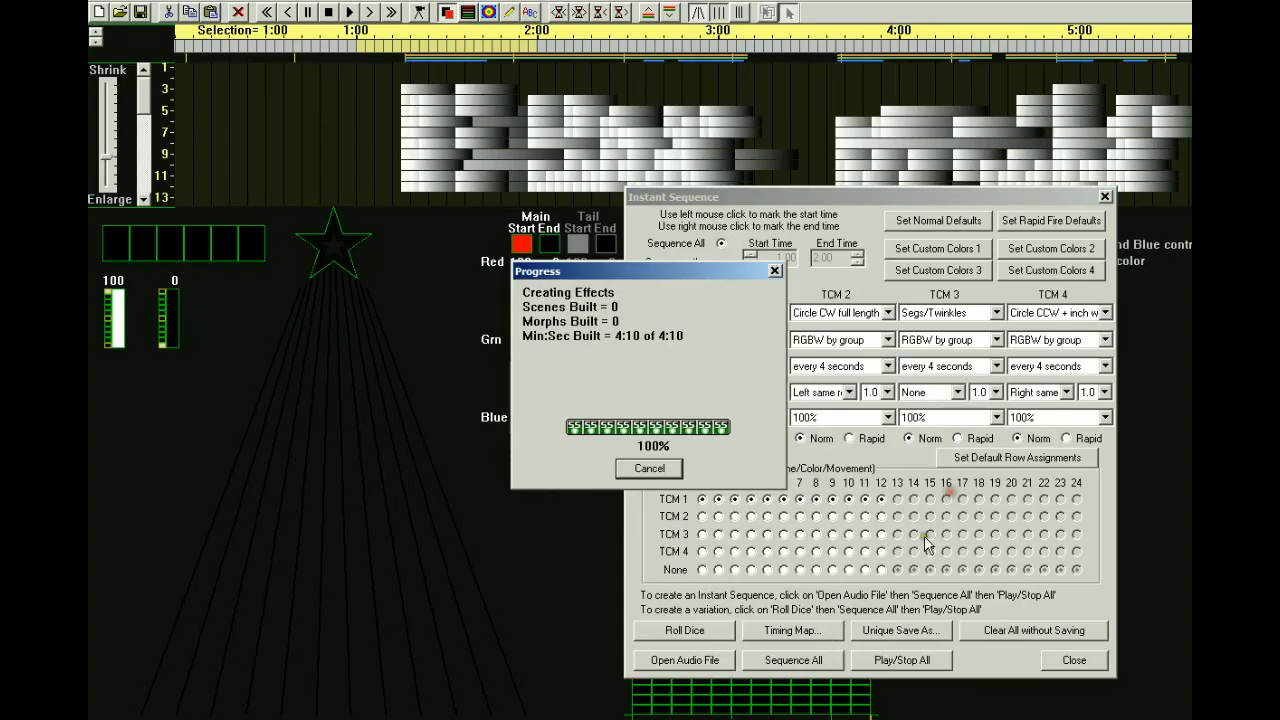 ABC
Selection= 1:00 1:00 2:00 3:00 4:00 5:00
Shrink
1
3
5
7
9
11
13
Enlarge
Instant Sequence
Use left mouse click to mark the start time
Use right mouse click to mark the end time
Set Normal Defaults Set Rapid Fire Defaults
Main Tail
Start End Start End
Sequence All Start Time End Time
1.00 2.00
Set Custom Colors 1 Set Custom Colors 2
Set Custom Colors 3 Set Custom Colors 4
nd Blue contr
color
Red
Progress
Creating Effects
Scenes Built = 0
Morphs Built = 0
Min:Sec Built = 4:10 of 4:10
100%
Cancel
100 0
Grn
Blue
TCM 2 TCM 3 TCM 4
Circle CW full length Segs/Twinkles Circle CCW + inch w
RGBW by group RGBW by group RGBW by group
every 4 seconds every 4 seconds every 4 seconds
Left same r 1.0 None 1.0 Right same 1.0
100% 100% 100%
Norm Rapid Norm Rapid Norm Rapid
Set Default Row Assignments
ne/Color/Movement)
7 8 9 10 11 12 13 14 15 16 17 18 19 20 21 22 23 24
TCM 1
TCM 2
TCM 3
TCM 4
None
To create an Instant Sequence, click on 'Open Audio File' then 'Sequence All' then 'Play/Stop All'
To create a variation, click on 'Roll Dice' then 'Sequence All' then 'Play/Stop All'
Roll Dice Timing Map... Unique Save As... Clear All without Saving
Open Audio File Sequence All Play/Stop All Close